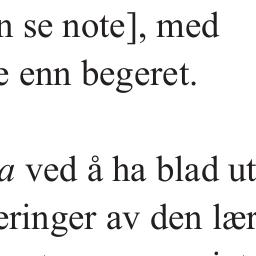 n se note], med
e enn begeret.
a ved å ha blad ut
eringer av den lær